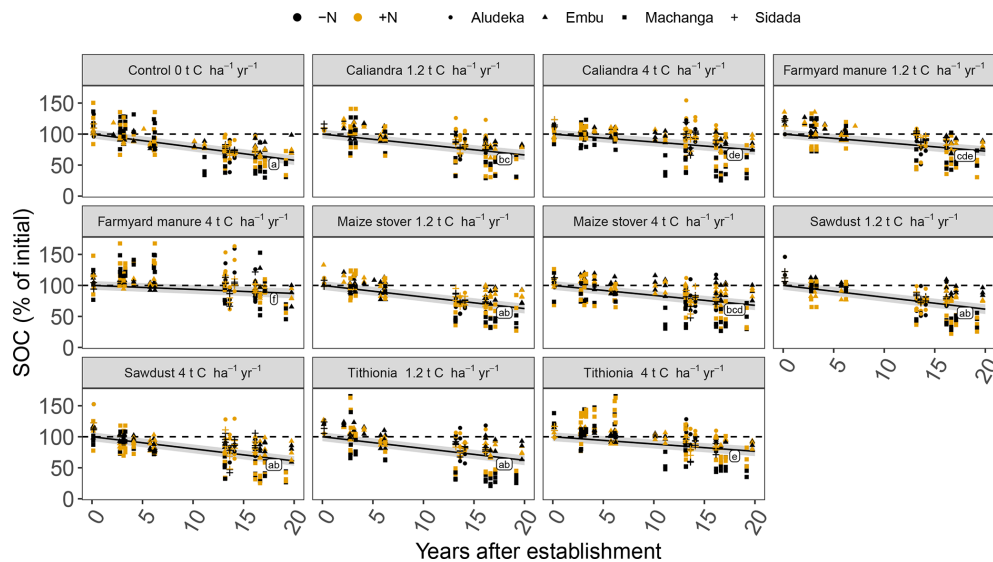 −N +N Aludeka Embu Machanga Sidada
Control 0 t C ha⁻¹ yr⁻¹
Caliandra 1.2 t C ha⁻¹ yr⁻¹
Caliandra 4 t C ha⁻¹ yr⁻¹
Farmyard manure 1.2 t C ha⁻¹ yr⁻¹
150
100
50
0
a
bc
de
cde
Farmyard manure 4 t C ha⁻¹ yr⁻¹
Maize stover 1.2 t C ha⁻¹ yr⁻¹
Maize stover 4 t C ha⁻¹ yr⁻¹
Sawdust 1.2 t C ha⁻¹ yr⁻¹
150
100
50
0
f
ab
bcd
ab
SOC (% of initial)
0 5 10 15 20
Sawdust 4 t C ha⁻¹ yr⁻¹
Tithionia 1.2 t C ha⁻¹ yr⁻¹
Tithionia 4 t C ha⁻¹ yr⁻¹
150
100
50
0
ab
ab
e
0 5 10 15 20
0 5 10 15 20
0 5 10 15 20
Years after establishment